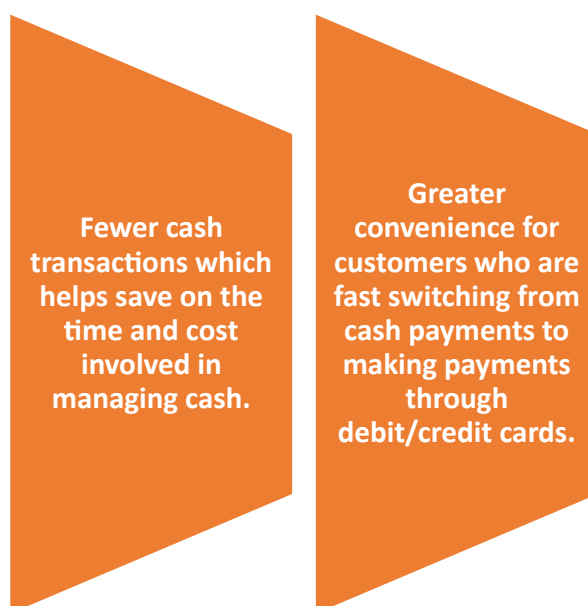 Fewer cash
transactions which
helps save on the
time and cost
involved in
managing cash.
Greater
convenience for
customers who are
fast switching from
cash payments to
making payments
through
debit/credit cards.